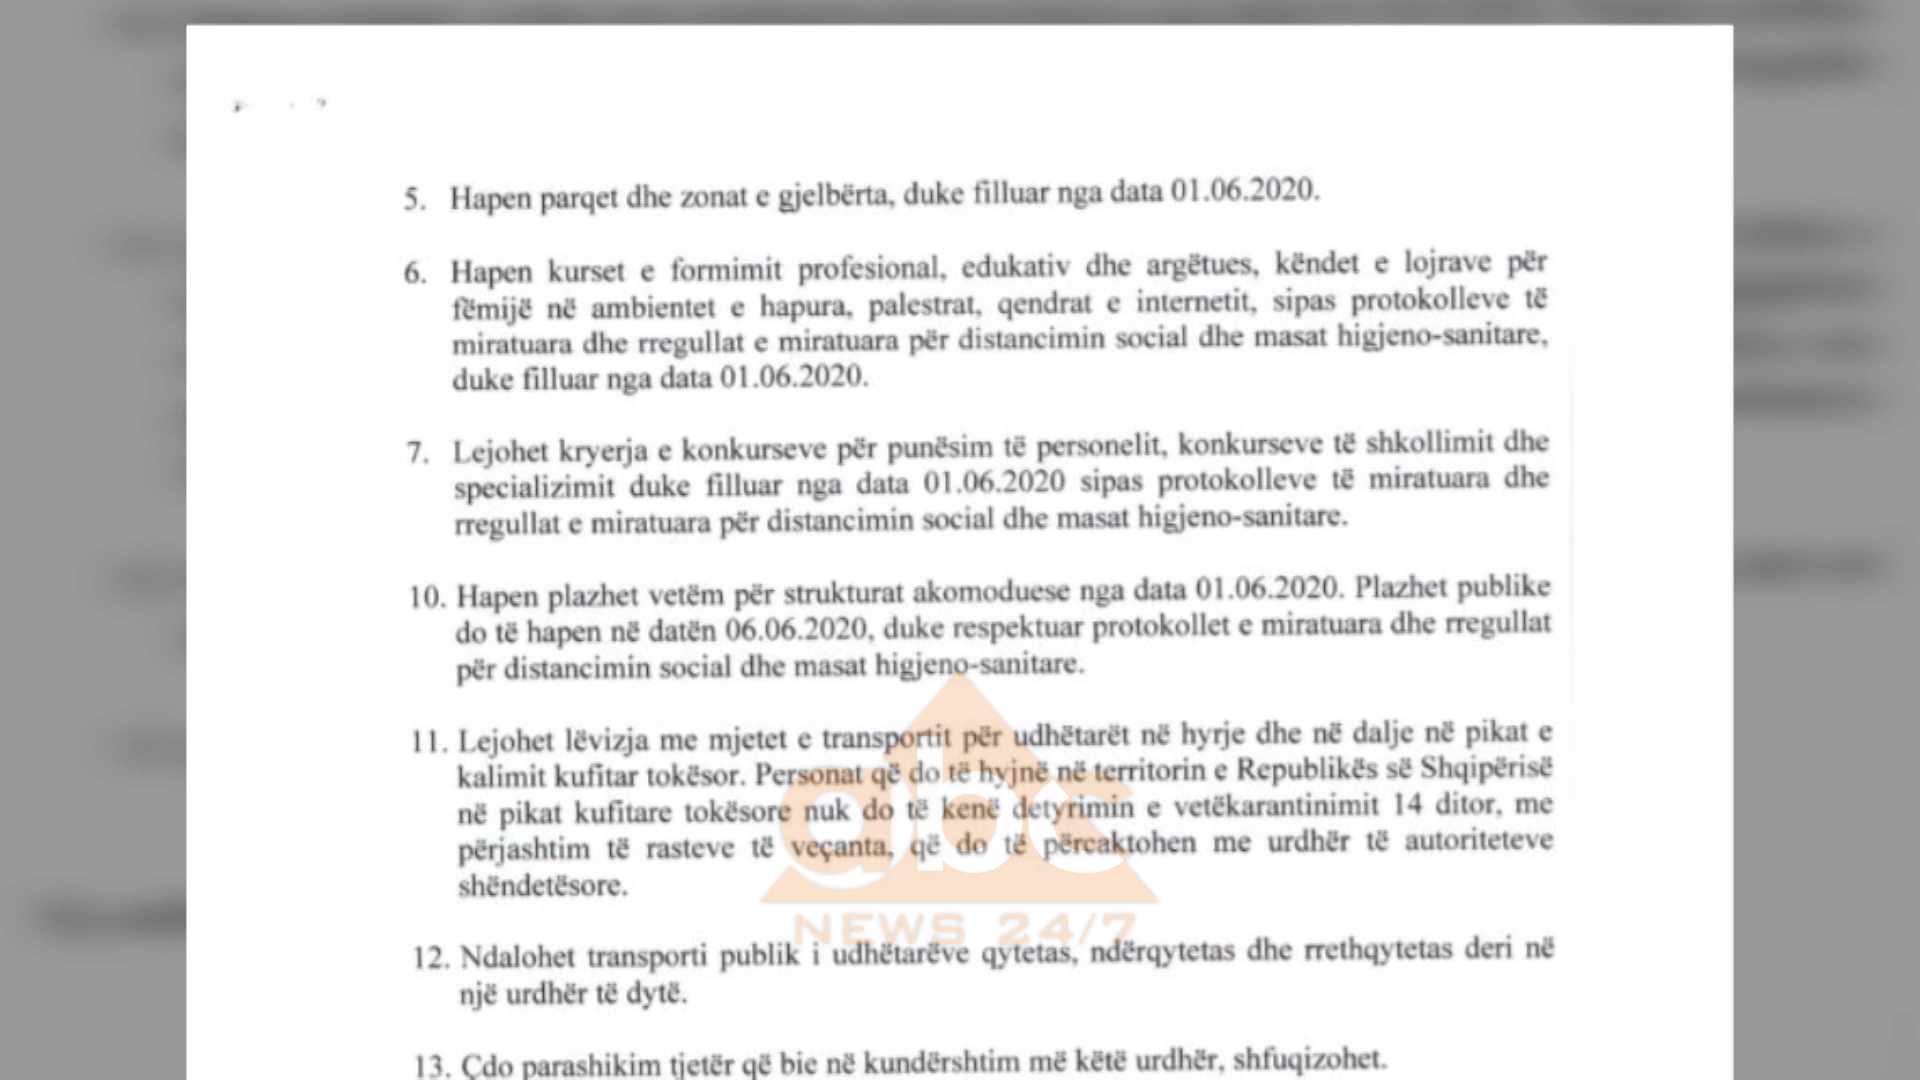 5. Hapen parqet dhe zonat e gjelbërta, duke filluar nga data 01.06.2020.
6. Hapen kurset e formimit profesional, edukativ dhe argëtues, këndet e lojrave për
fëmijë në ambientet e hapura, palestrat, qendrat e internetit, sipas protokolleve të
miratuara dhe rregullat e miratuara për distancimin social dhe masat higjeno-sanitare,
duke filluar nga data 01.06.2020.
7. Lejohet kryerja e konkurseve për punësim të personelit, konkurseve të shkollimit dhe
specializimit duke filluar nga data 01.06.2020 sipas protokolleve të miratuara dhe
rregullat e miratuara për distancimin social dhe masat higjeno-sanitare.
10. Hapen plazhet vetëm për strukturat akomoduese nga data 01.06.2020. Plazhet publike
do të hapen në datën 06.06.2020, duke respektuar protokollet e miratuara dhe rregullat
për distancimin social dhe masat higjeno-sanitare.
11. Lejohet lëvizja me mjetet e transportit për udhëtarët në hyrje dhe në dalje në pikat e
kalimit kufitar tokësor. Personat që do të hyjnë në territorin e Republikës së Shqipërisë
në pikat kufitare tokësore nuk do të kenë detyrimin e vetëkarantinimit 14 ditor, me
përjashtim të rasteve të veçanta, që do të përcaktohen me urdhër të autoriteteve
shëndetësore.
abc
NEWS 24/7
12. Ndalohet transporti publik i udhëtarëve qytetas, ndërqytetas dhe rrethqytetas deri në
një urdhër të dytë.
13. Çdo parashikim tjetër që bie në kundërshtim më këtë urdhër, shfuqizohet.